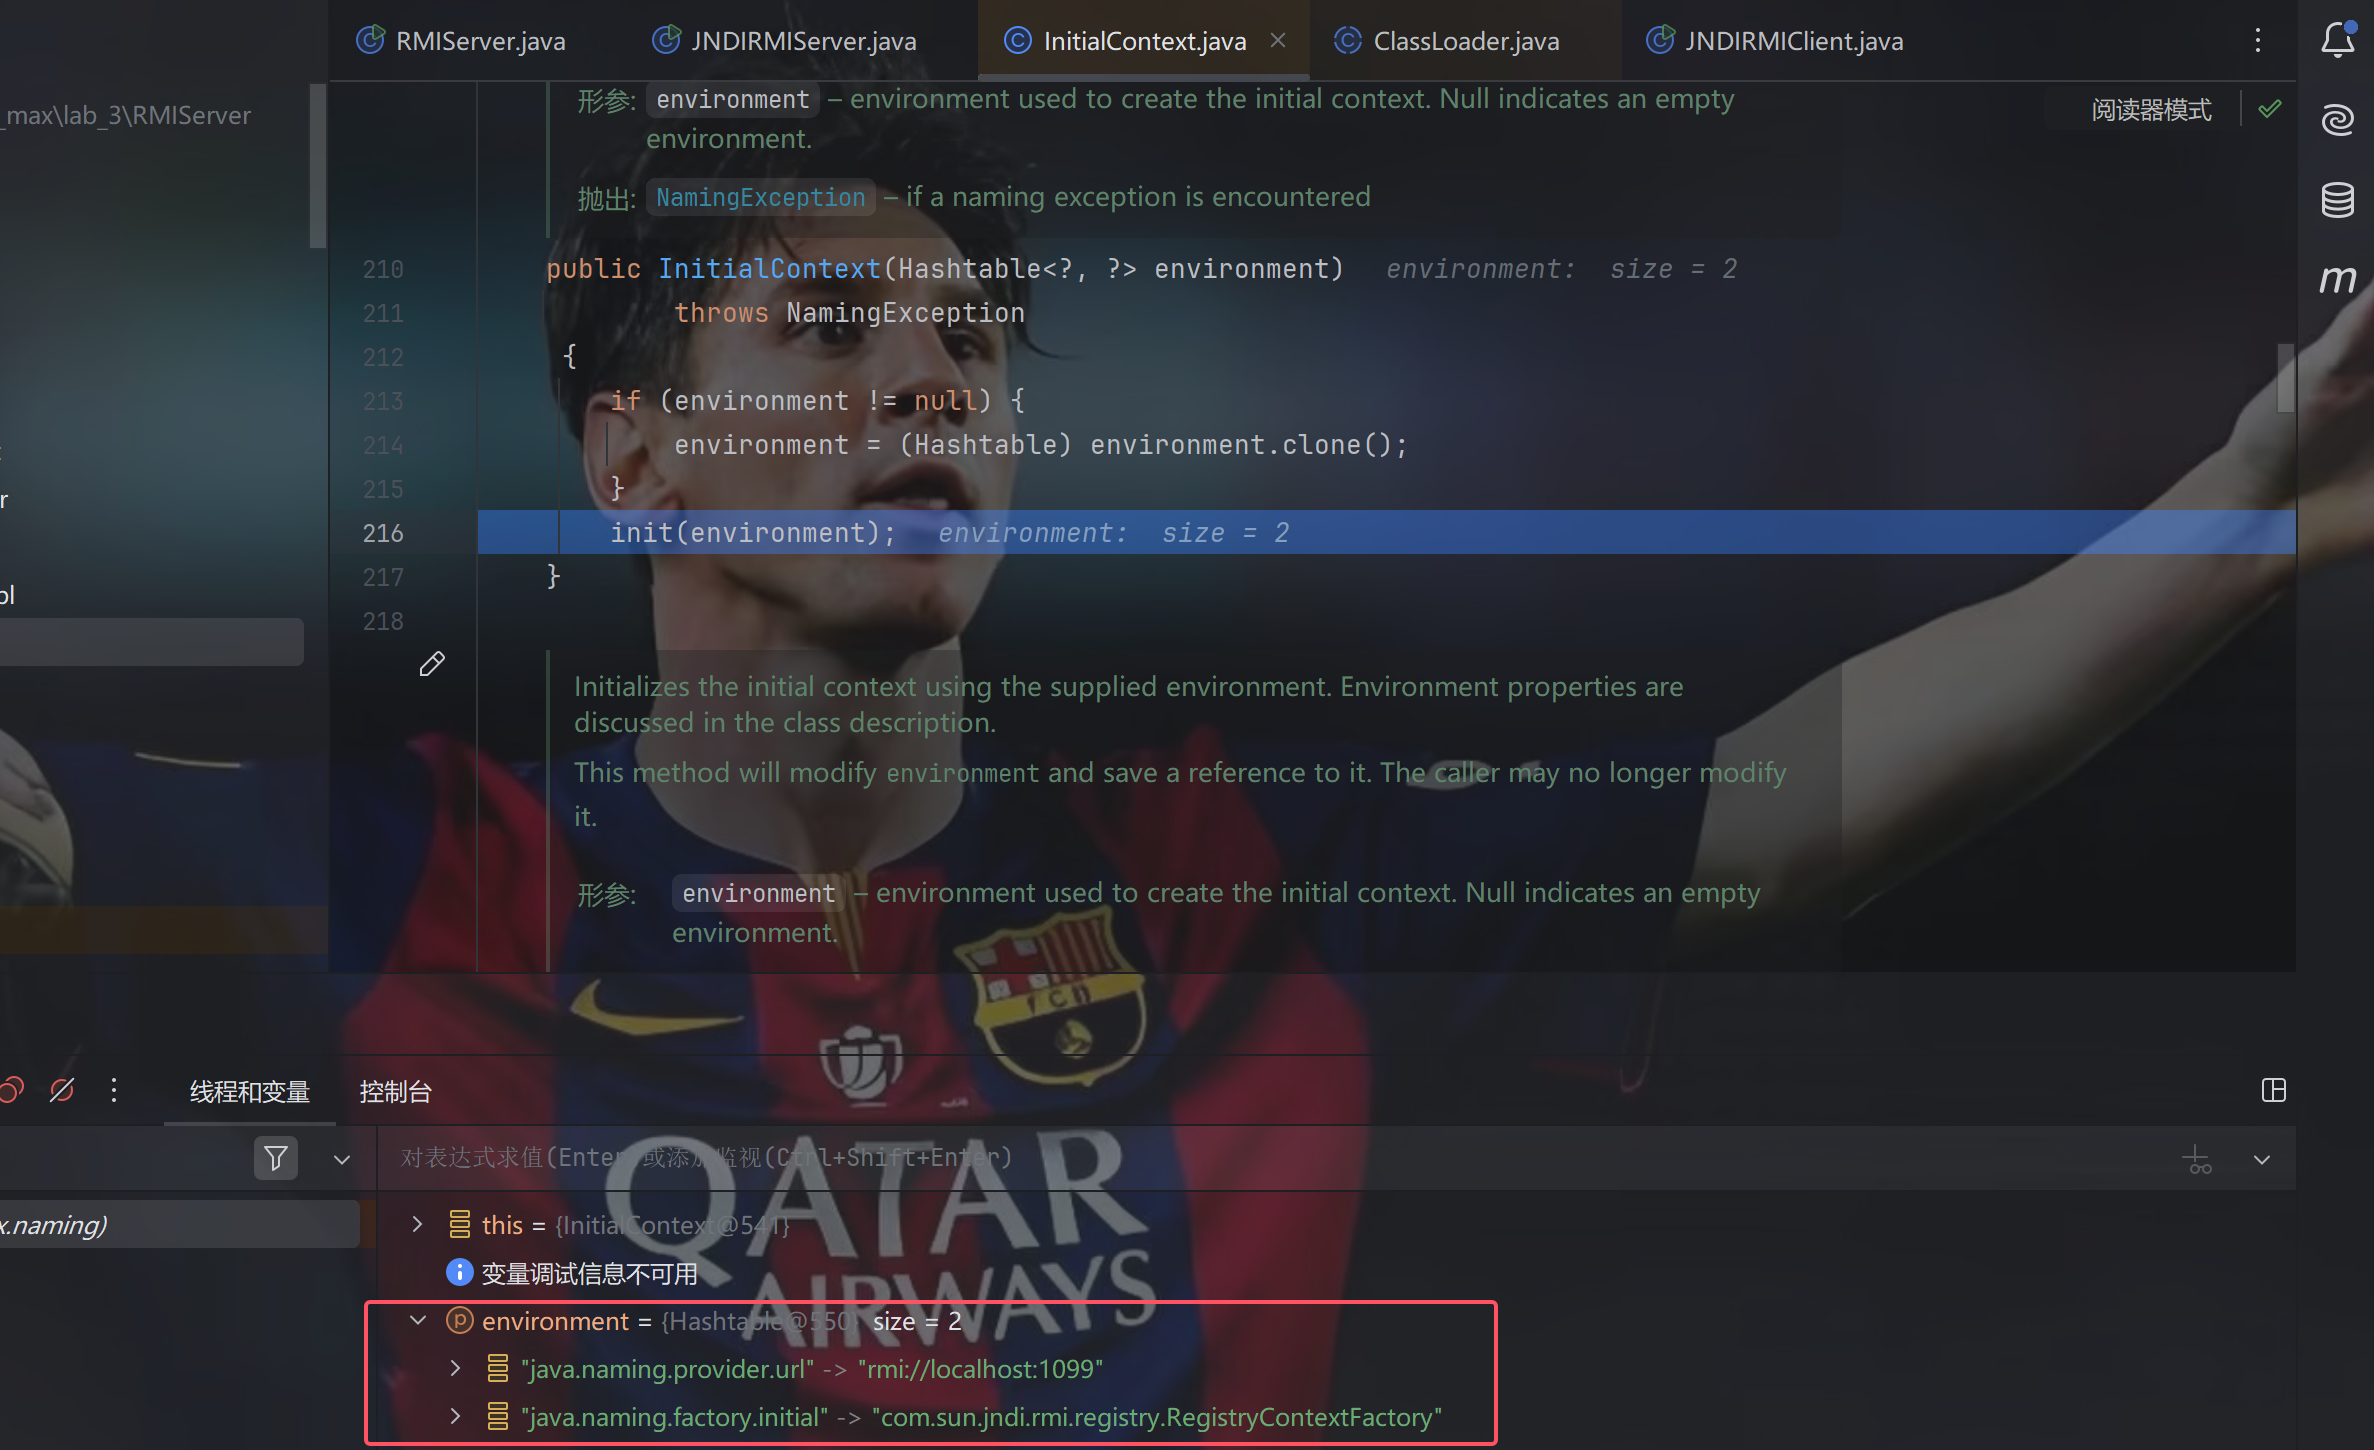 RMIServer.java JNDIRMIServer.java InitialContext.java ClassLoader.java JNDIRMIClient.java
_max\lab_3\RMIServer
阅读器模式
形参: environment – environment used to create the initial context. Null indicates an empty
environment.
抛出: NamingException – if a naming exception is encountered
210 public InitialContext(Hashtable<?, ?> environment) environment: size = 2
211 throws NamingException
212 {
213 if (environment != null) {
214 environment = (Hashtable) environment.clone();
215 }
216 init(environment); environment: size = 2
217 }
218
r
ol
Initializes the initial context using the supplied environment. Environment properties are
discussed in the class description.
This method will modify environment and save a reference to it. The caller may no longer modify
it.
形参: environment – environment used to create the initial context. Null indicates an empty
environment.
FCB
线程和变量 控制台
对表达式求值(Enter)或添加监视(Ctrl+Shift+Enter)
QATAR
AIRWAYS
x.naming)
this = {InitialContext@541}
变量调试信息不可用
environment = {Hashtable@550} size = 2
"java.naming.provider.url" -> "rmi://localhost:1099"
"java.naming.factory.initial" -> "com.sun.jndi.rmi.registry.RegistryContextFactory"
m